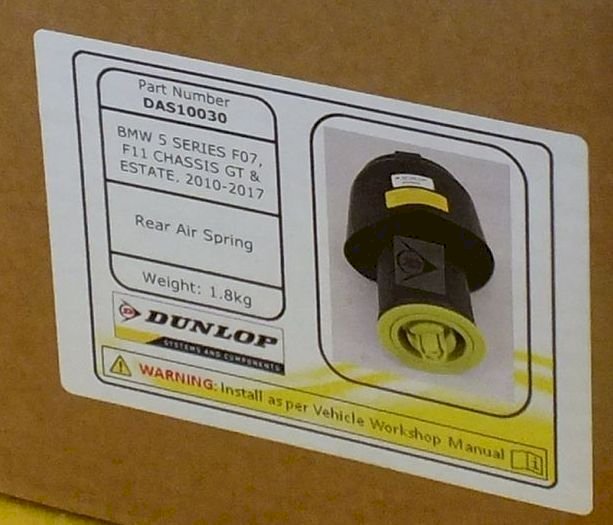 Part Number
DAS10030
BMW 5 SERIES F07,
F11 CHASSIS GT &
ESTATE, 2010-2017
Rear Air Spring
Weight: 1.8kg
DUNLOP
SYSTEMS AND COMPONENTS
WARNING: Install as per Vehicle Workshop Manual